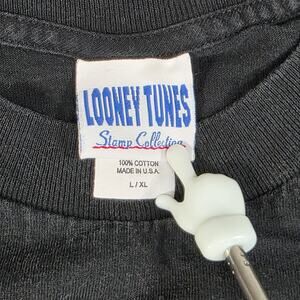 LOONEY TUNES
Stamp Collection
100% COTTON
MADE IN U.S.A.
L / XL